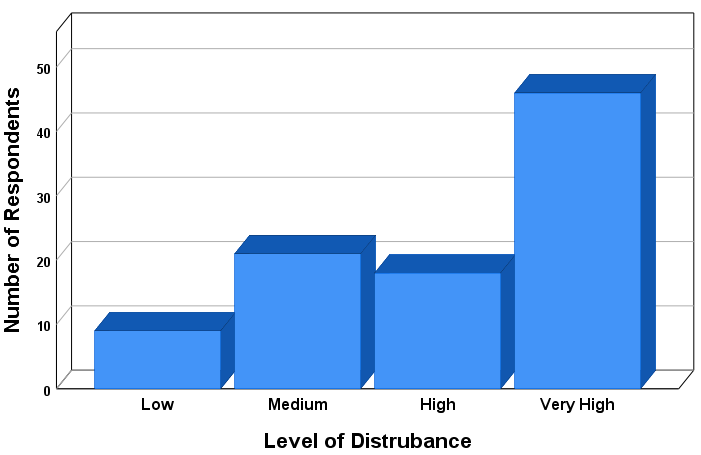 Number of Respondents
50
40
30
20
10
0
Low Medium High Very High
Level of Distrubance